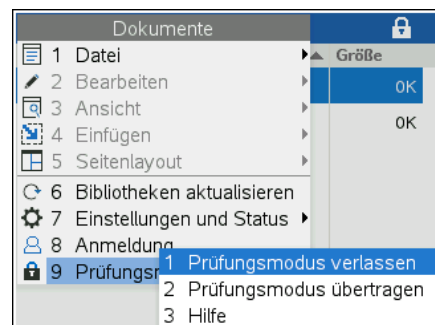 Dokumente
Größe
1 Datei
2 Bearbeiten
0K
3 Ansicht
4 Einfügen
0K
5 Seitenlayout
6 Bibliotheken aktualisieren
7 Einstellungen und Status
8 Anmeldung
9
1 Prüfungsmodus verlassen
2 Prüfungsmodus übertragen
3 Hilfe